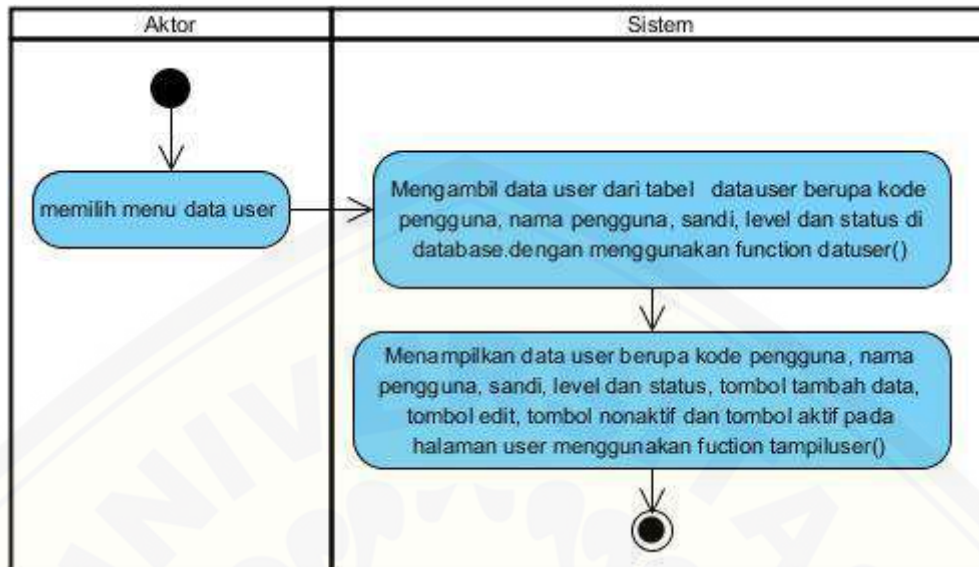 Aktor
Sistem
memilih menu data user
Mengambil data user dari tabel datauser berupa kode
pengguna, nama pengguna, sandi, level dan status di
database.dengan menggunakan function datuser()
Menampilkan data user berupa kode pengguna, nama
pengguna, sandi, level dan status, tombol tambah data,
tombol edit, tombol nonaktif dan tombol aktif pada
halaman user menggunakan fuction tampiluser()